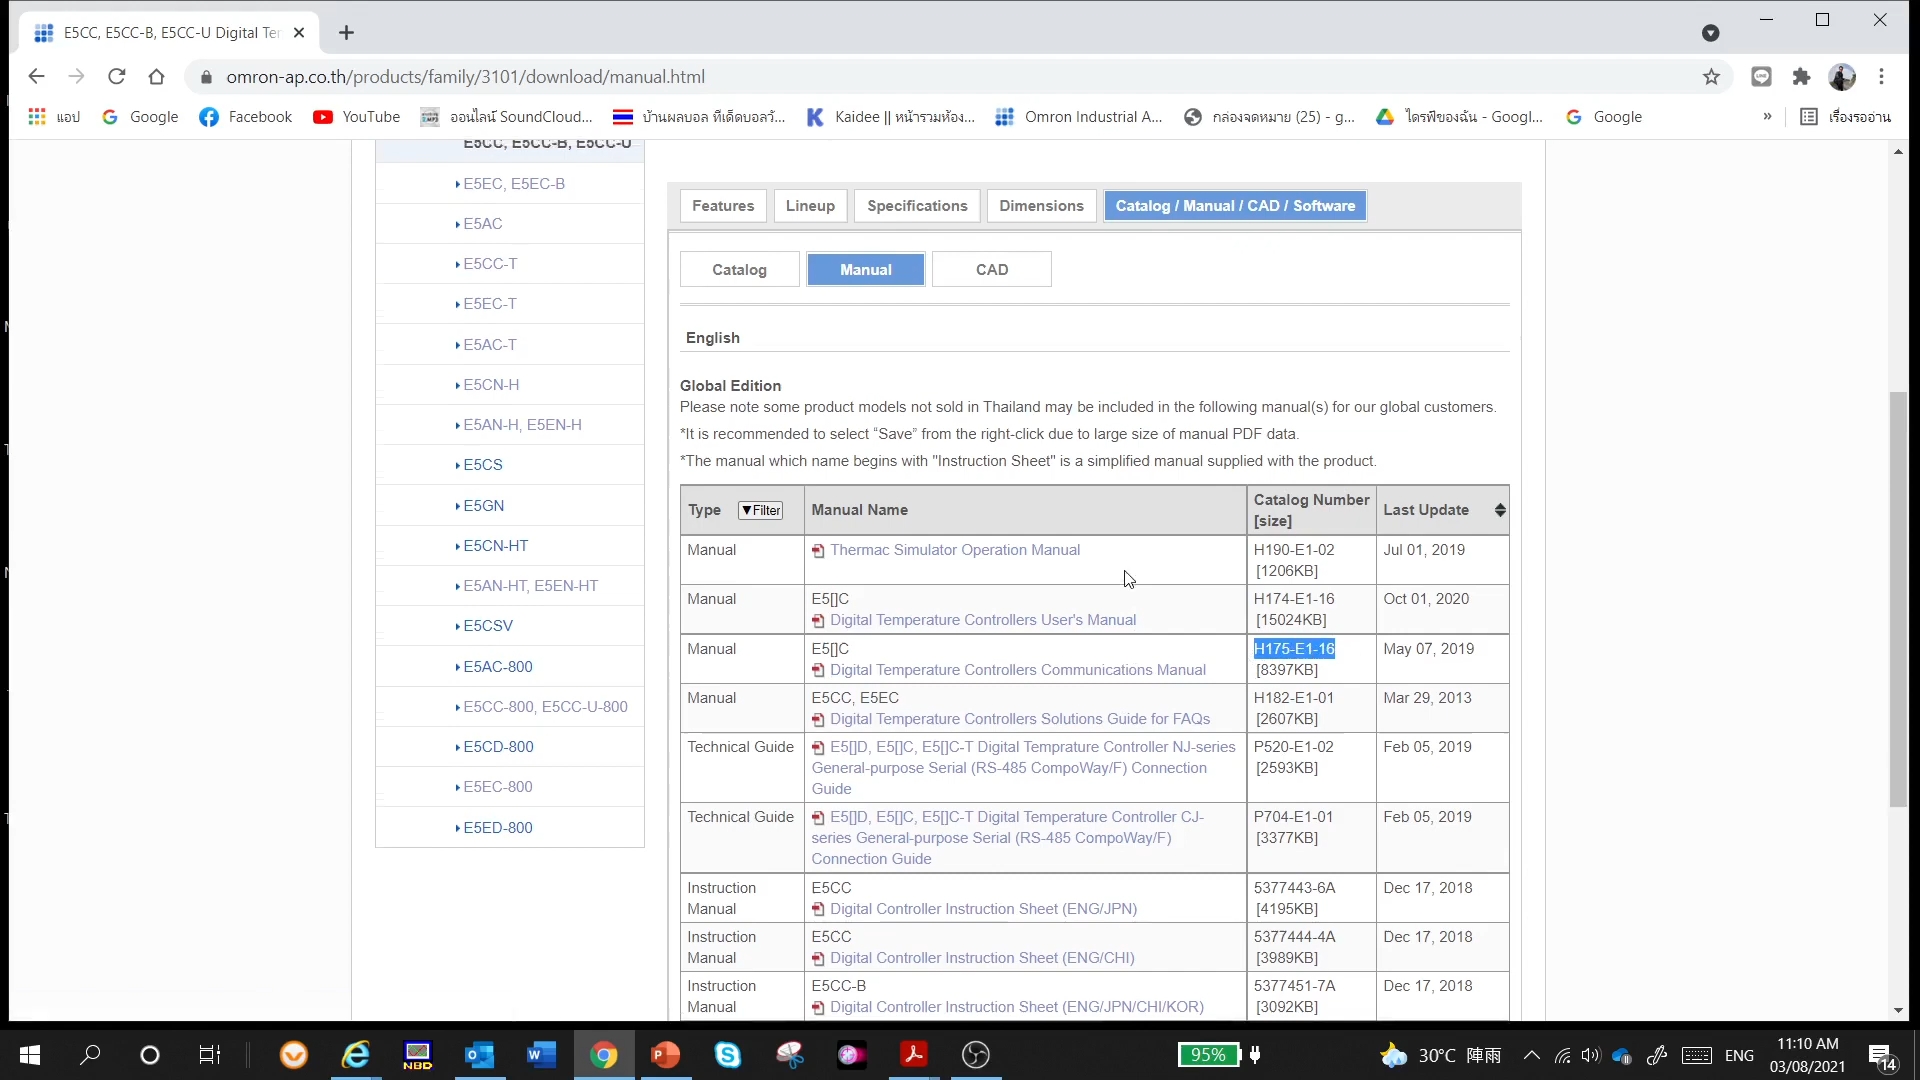 E5CC, E5CC-B, E5CC-U Digital Ter
omron-ap.co.th/products/family/3101/download/manual.html
แอป
Google
Facebook
YouTube
ออนไลน์ SoundCloud...
บ้านผลบอล ทีเด็ดบอลวั...
Kaidee || หน้ารวมห้อง...
Omron Industrial A...
กล่องจดหมาย (25) - g...
ไดรฟ์ของฉัน - Googl...
Google
»
เรื่องรออ่าน
E5CC, E5CC-B, E5CC-U
E5EC, E5EC-B
E5AC
E5CC-T
E5EC-T
E5AC-T
E5CN-H
E5AN-H, E5EN-H
E5CS
E5GN
E5CN-HT
E5AN-HT, E5EN-HT
E5CSV
E5AC-800
E5CC-800, E5CC-U-800
E5CD-800
E5EC-800
E5ED-800
Features
Lineup
Specifications
Dimensions
Catalog / Manual / CAD / Software
Catalog
Manual
CAD
English
Global Edition
Please note some product models not sold in Thailand may be included in the following manual(s) for our global customers.
*It is recommended to select “Save” from the right-click due to large size of manual PDF data.
*The manual which name begins with "Instruction Sheet" is a simplified manual supplied with the product.
Type ▼Filter Manual Name Catalog Number [size] Last Update
Manual
Thermac Simulator Operation Manual
H190-E1-02
[1206KB]
Jul 01, 2019
Manual
E5[]C
Digital Temperature Controllers User's Manual
H174-E1-16
[15024KB]
Oct 01, 2020
Manual
E5[]C
Digital Temperature Controllers Communications Manual
H175-E1-16
[8397KB]
May 07, 2019
Manual
E5CC, E5EC
Digital Temperature Controllers Solutions Guide for FAQs
H182-E1-01
[2607KB]
Mar 29, 2013
Technical Guide
E5[]D, E5[]C, E5[]C-T Digital Temprature Controller NJ-series
General-purpose Serial (RS-485 CompoWay/F) Connection
Guide
P520-E1-02
[2593KB]
Feb 05, 2019
Technical Guide
E5[]D, E5[]C, E5[]C-T Digital Temperature Controller CJ-
series General-purpose Serial (RS-485 CompoWay/F)
Connection Guide
P704-E1-01
[3377KB]
Feb 05, 2019
Instruction
Manual
E5CC
Digital Controller Instruction Sheet (ENG/JPN)
5377443-6A
[4195KB]
Dec 17, 2018
Instruction
Manual
E5CC
Digital Controller Instruction Sheet (ENG/CHI)
5377444-4A
[3989KB]
Dec 17, 2018
Instruction
Manual
E5CC-B
Digital Controller Instruction Sheet (ENG/JPN/CHI/KOR)
5377451-7A
[3092KB]
Dec 17, 2018
NBD
95%
30°C 陣雨
ENG
11:10 AM
03/08/2021
14